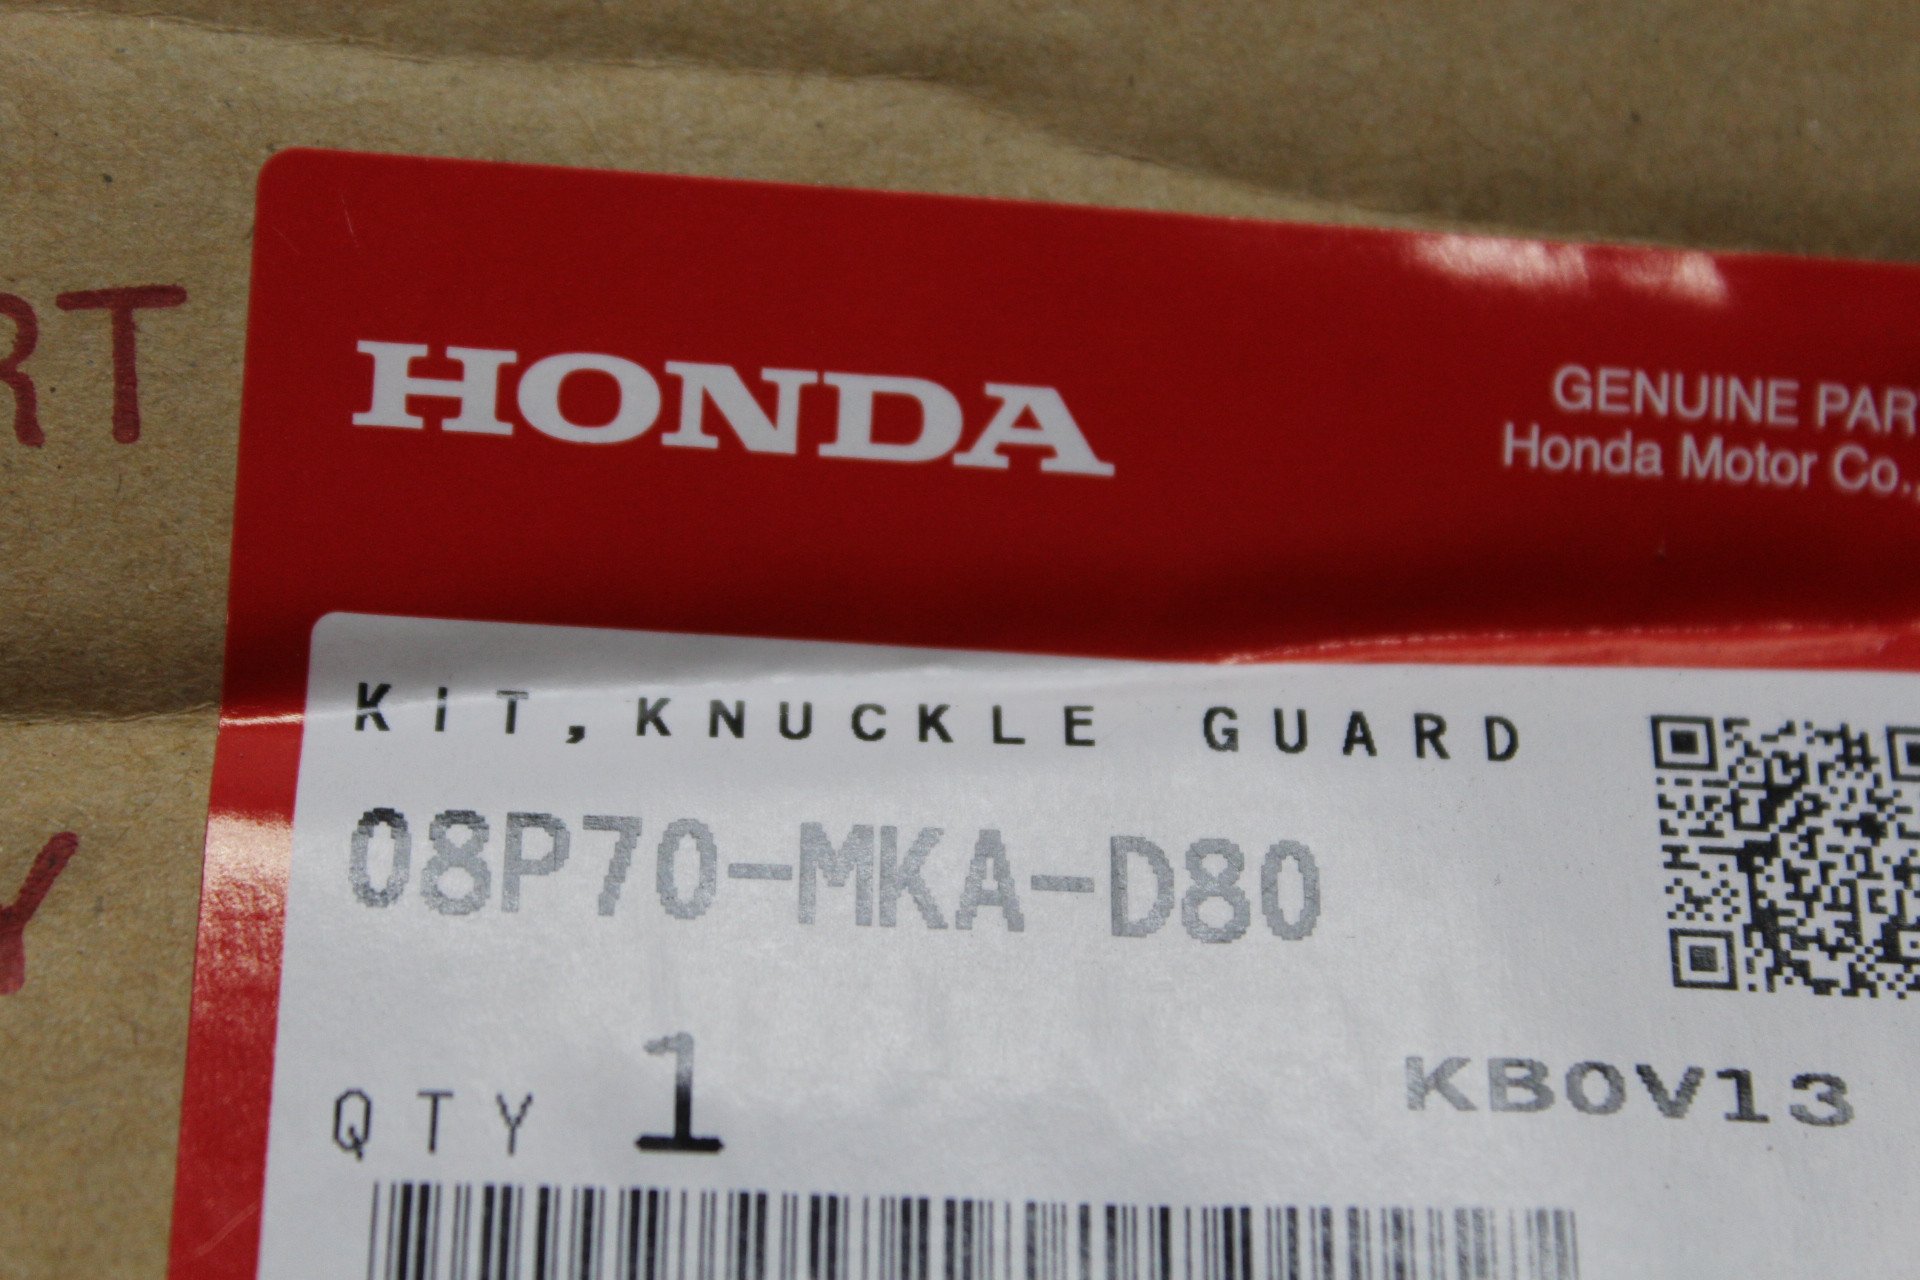 RT
HONDA
GENUINE PAR
Honda Motor Co.,
KIT, KNUCKLE GUARD
08P70-MKA-D80
Y
QTY 1
KB0V13